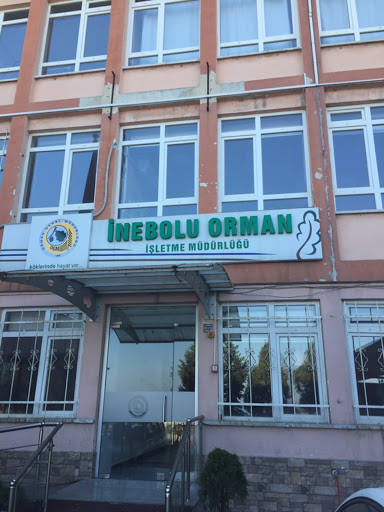 İNEBOLU ORMAN
İŞLETME MÜDÜRLÜĞÜ
köklerinde hayat var...